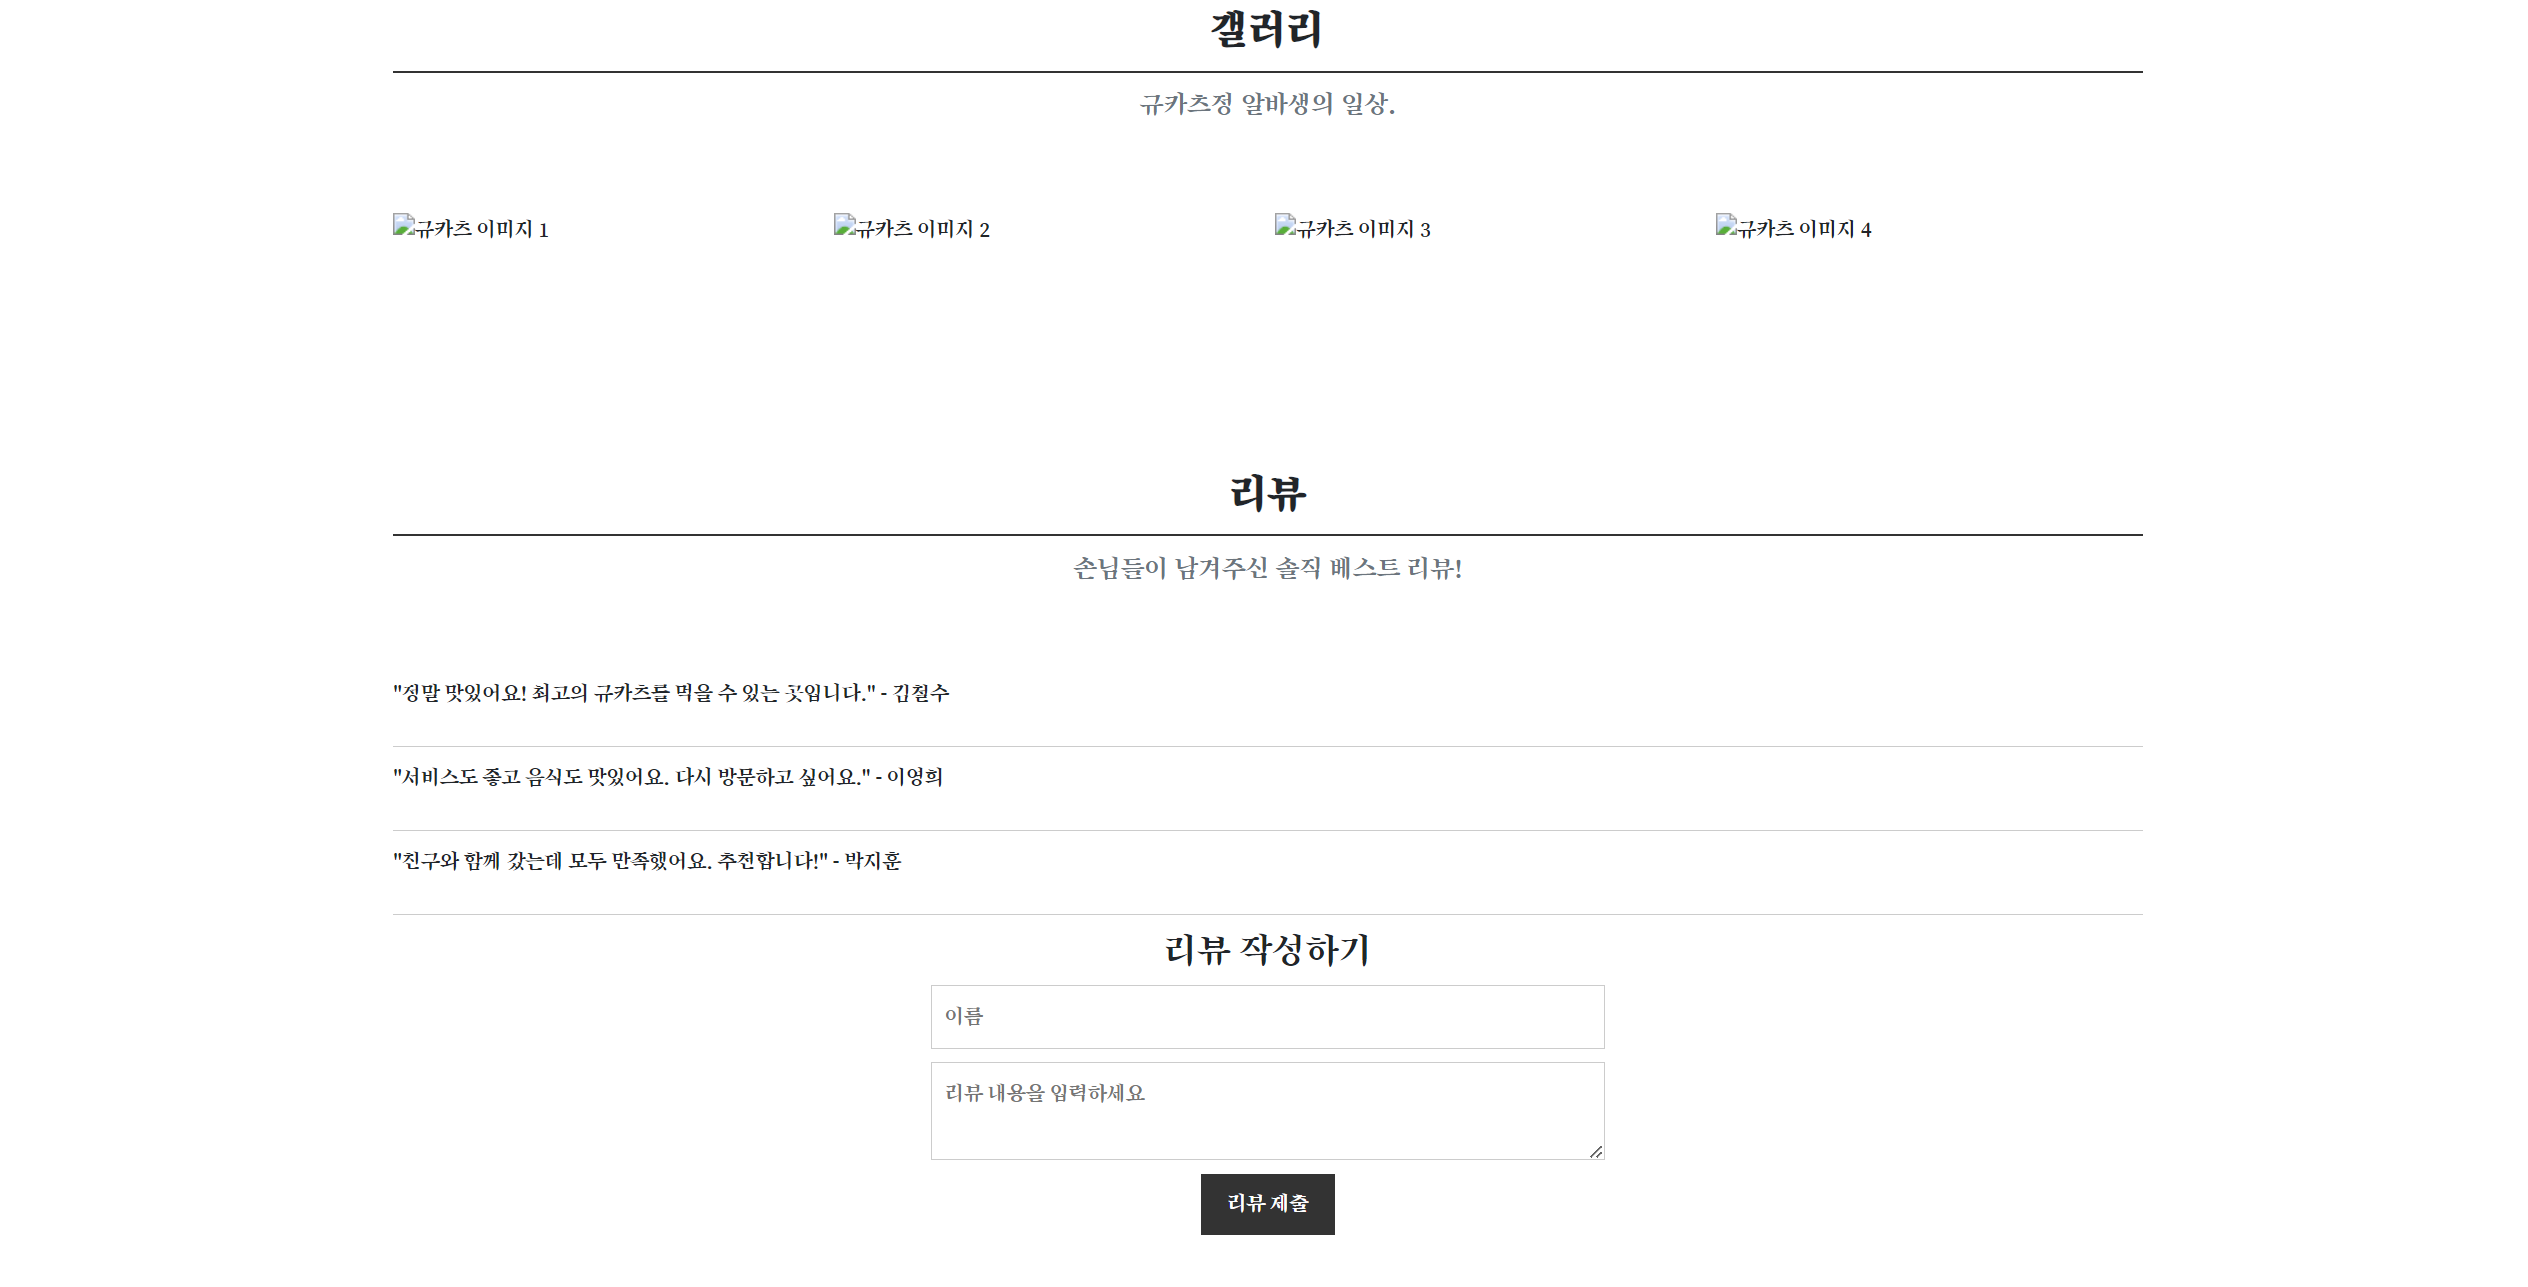 갤러리
규카츠정 알바생의 일상.
규카츠 이미지 1
규카츠 이미지 2
규카츠 이미지 3
규카츠 이미지 4
리뷰
손님들이 남겨주신 솔직 베스트 리뷰!
"정말 맛있어요! 최고의 규카츠를 먹을 수 있는 곳입니다." - 김철수
"서비스도 좋고 음식도 맛있어요. 다시 방문하고 싶어요." - 이영희
"친구와 함께 갔는데 모두 만족했어요. 추천합니다!" - 박지훈
리뷰 작성하기
이름
리뷰 내용을 입력하세요
리뷰 제출